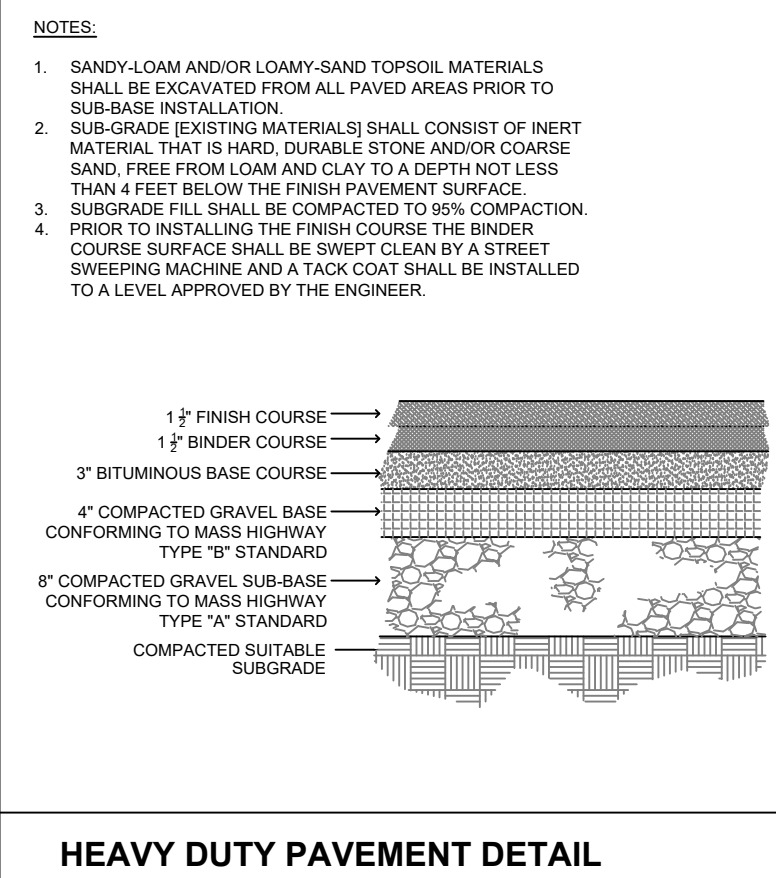 NOTES:
1. SANDY-LOAM AND/OR LOAMY-SAND TOPSOIL MATERIALS
SHALL BE EXCAVATED FROM ALL PAVED AREAS PRIOR TO
SUB-BASE INSTALLATION.
2. SUB-GRADE [EXISTING MATERIALS] SHALL CONSIST OF INERT
MATERIAL THAT IS HARD, DURABLE STONE AND/OR COARSE
SAND, FREE FROM LOAM AND CLAY TO A DEPTH NOT LESS
THAN 4 FEET BELOW THE FINISH PAVEMENT SURFACE.
3. SUBGRADE FILL SHALL BE COMPACTED TO 95% COMPACTION.
4. PRIOR TO INSTALLING THE FINISH COURSE THE BINDER
COURSE SURFACE SHALL BE SWEPT CLEAN BY A STREET
SWEEPING MACHINE AND A TACK COAT SHALL BE INSTALLED
TO A LEVEL APPROVED BY THE ENGINEER.
1 1/2" FINISH COURSE
1 1/2" BINDER COURSE
3" BITUMINOUS BASE COURSE
4" COMPACTED GRAVEL BASE
CONFORMING TO MASS HIGHWAY
TYPE "B" STANDARD
8" COMPACTED GRAVEL SUB-BASE
CONFORMING TO MASS HIGHWAY
TYPE "A" STANDARD
COMPACTED SUITABLE
SUBGRADE
HEAVY DUTY PAVEMENT DETAIL